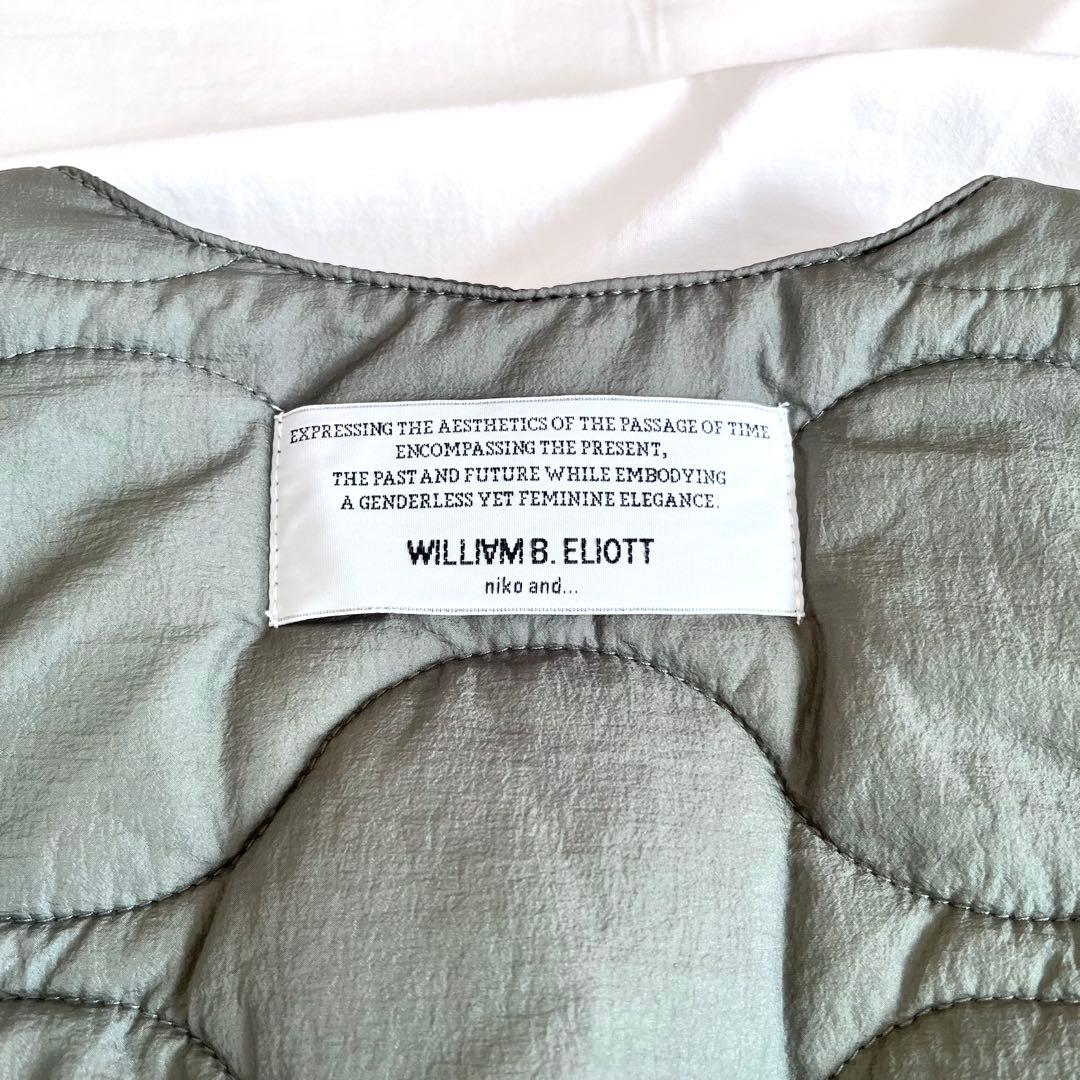 EXPRESSING THE AESTHETICS OF THE PASSAGE OF TIME
ENCOMPASSING THE PRESENT,
THE PAST AND FUTURE WHILE EMBODYING
A GENDERLESS YET FEMININE ELEGANCE.
WILLI∀M B. ELIOTT
niko and...